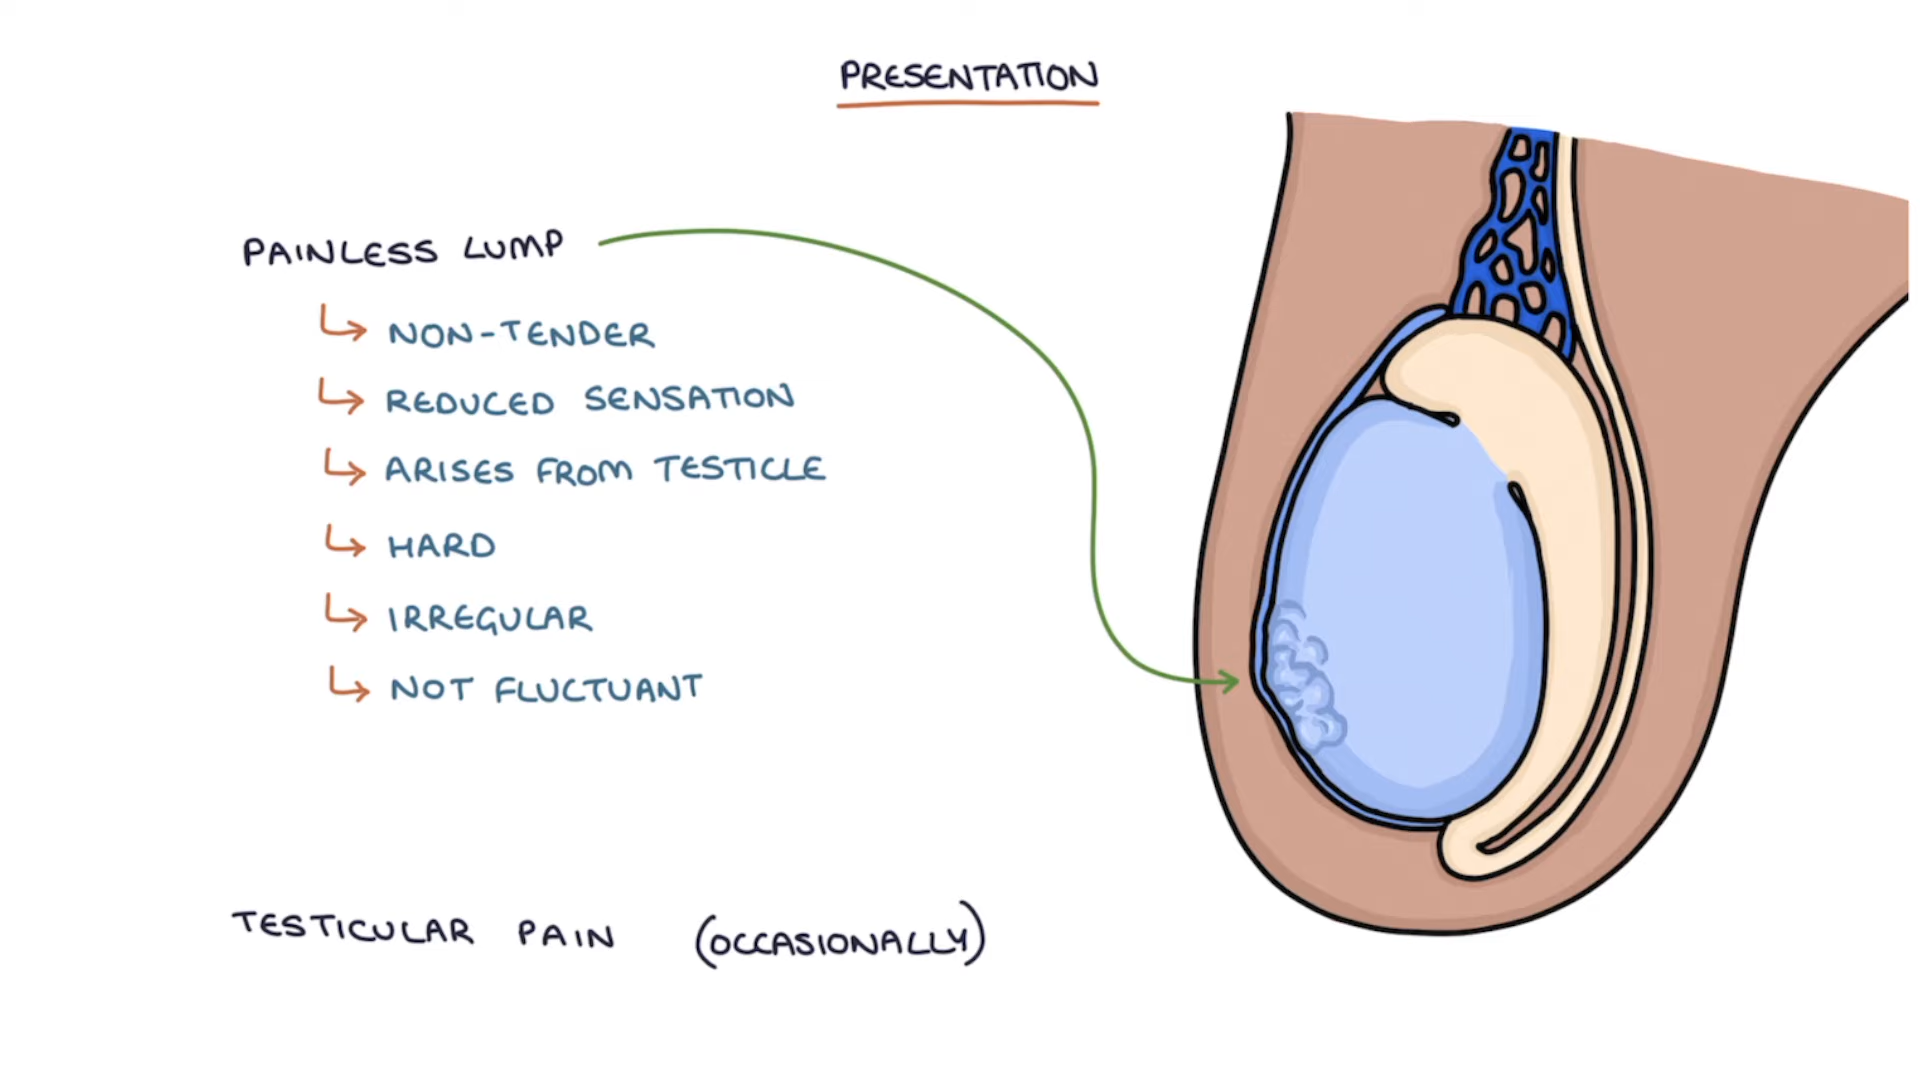 PRESENTATION
PAINLESS LUMP
NON-TENDER
REDUCED SENSATION
ARISES FROM TESTICLE
HARD
IRREGULAR
NOT FLUCTUANT
TESTICULAR PAIN (OCCASIONALLY)